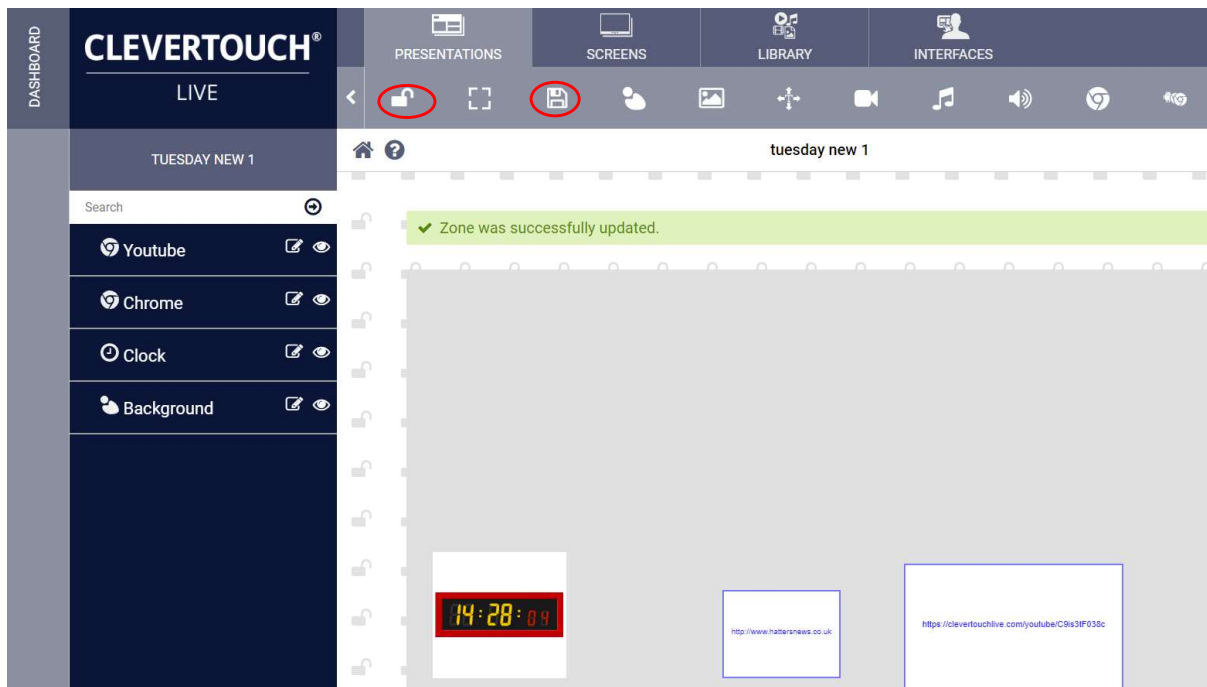 DASHBOARD
CLEVERTOUCH®
LIVE
PRESENTATIONS
SCREENS
LIBRARY
INTERFACES
TUESDAY NEW 1
tuesday new 1
Search
Zone was successfully updated.
Youtube
Chrome
Clock
Background
14:28:04
http://www.hattersnews.co.uk
https://clevertouchlive.com/youtube/C9is3tF038c